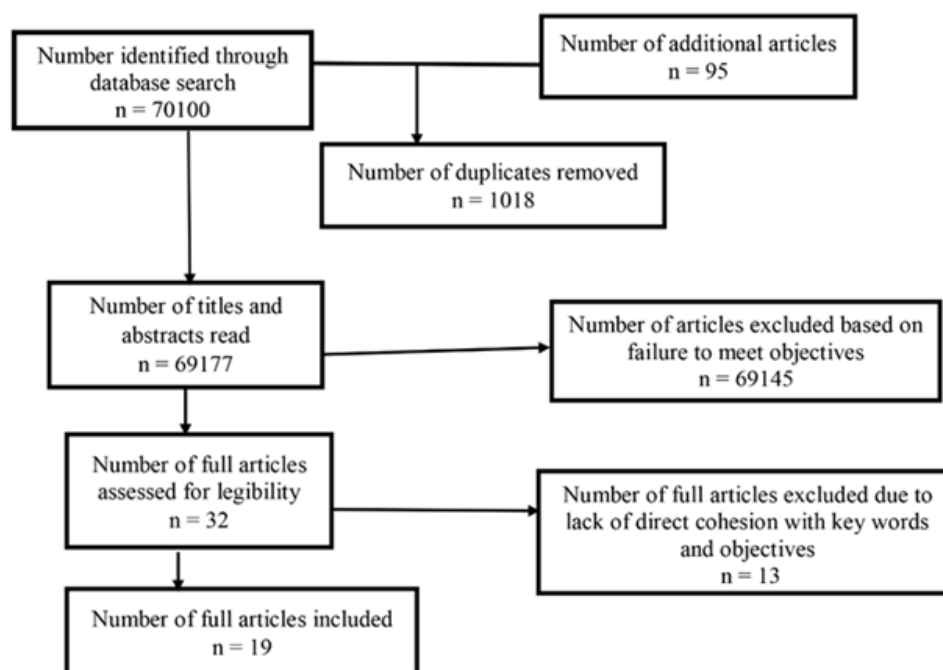 Number identified through
database search
n = 70100
Number of additional articles
n = 95
Number of duplicates removed
n = 1018
Number of titles and
abstracts read
n = 69177
Number of articles excluded based on
failure to meet objectives
n = 69145
Number of full articles
assessed for legibility
n = 32
Number of full articles excluded due to
lack of direct cohesion with key words
and objectives
n = 13
Number of full articles included
n = 19